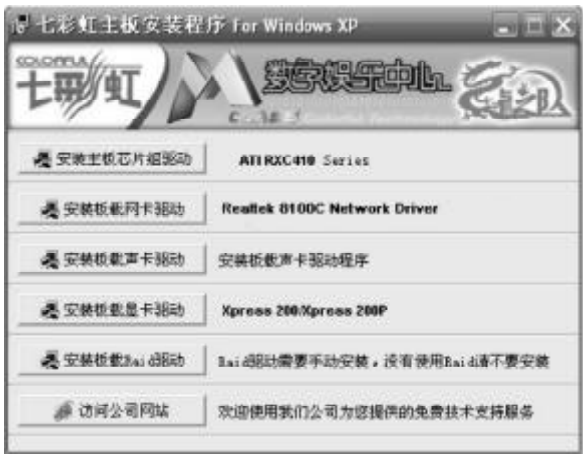 七彩虹主板安装程序 For Windows XP
COLORFUL
七彩虹
数字娱乐中心
之队
安装主板芯片组驱动 ATI RXC410 Series
安装板载网卡驱动 Realtek 8100C Network Driver
安装板载声卡驱动 安装板载声卡驱动程序
安装板载显卡驱动 Xpress 200/Xpress 200P
安装板载Raid驱动 Raid驱动需要手动安装，没有使用Raid请不要安装
访问公司网站 欢迎使用我们公司为您提供的免费技术支持服务